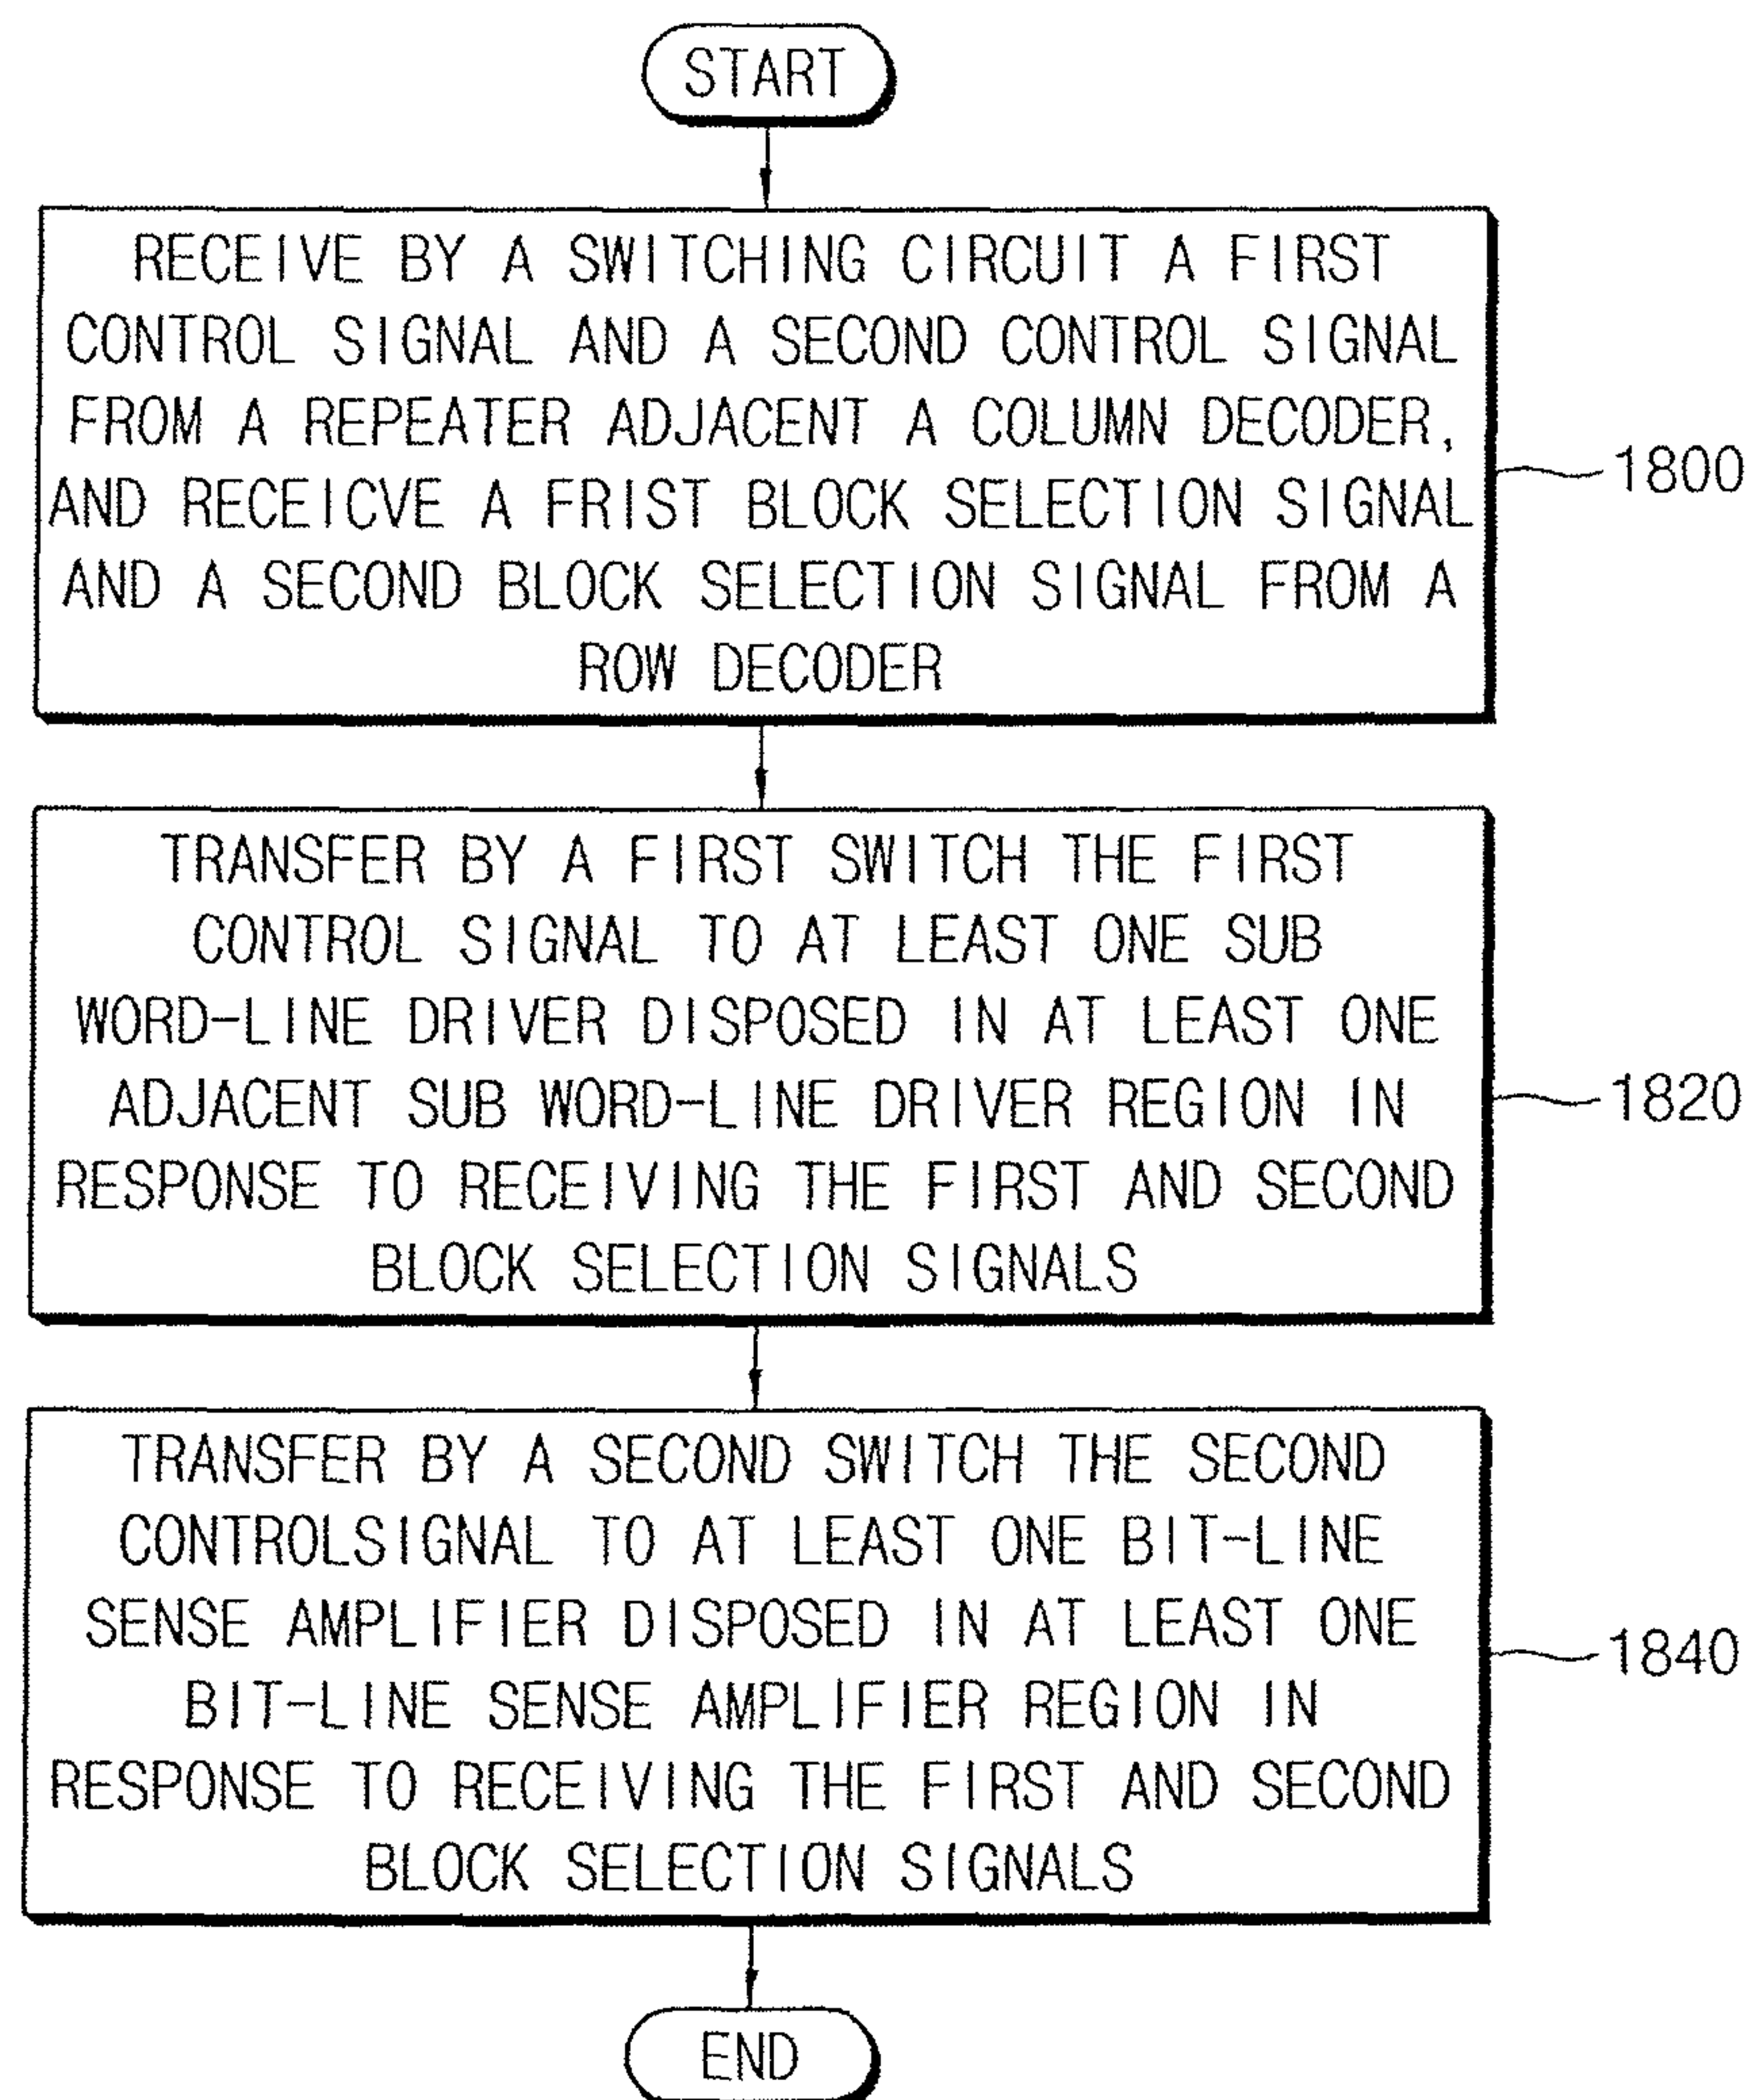 START
RECEIVE BY A SWITCHING CIRCUIT A FIRST
CONTROL SIGNAL AND A SECOND CONTROL SIGNAL
FROM A REPEATER ADJACENT A COLUMN DECODER,
AND RECEICVE A FRIST BLOCK SELECTION SIGNAL
AND A SECOND BLOCK SELECTION SIGNAL FROM A
ROW DECODER
1800
TRANSFER BY A FIRST SWITCH THE FIRST
CONTROL SIGNAL TO AT LEAST ONE SUB
WORD-LINE DRIVER DISPOSED IN AT LEAST ONE
ADJACENT SUB WORD-LINE DRIVER REGION IN
RESPONSE TO RECEIVING THE FIRST AND SECOND
BLOCK SELECTION SIGNALS
1820
TRANSFER BY A SECOND SWITCH THE SECOND
CONTROLSIGNAL TO AT LEAST ONE BIT-LINE
SENSE AMPLIFIER DISPOSED IN AT LEAST ONE
BIT-LINE SENSE AMPLIFIER REGION IN
RESPONSE TO RECEIVING THE FIRST AND SECOND
BLOCK SELECTION SIGNALS
1840
END